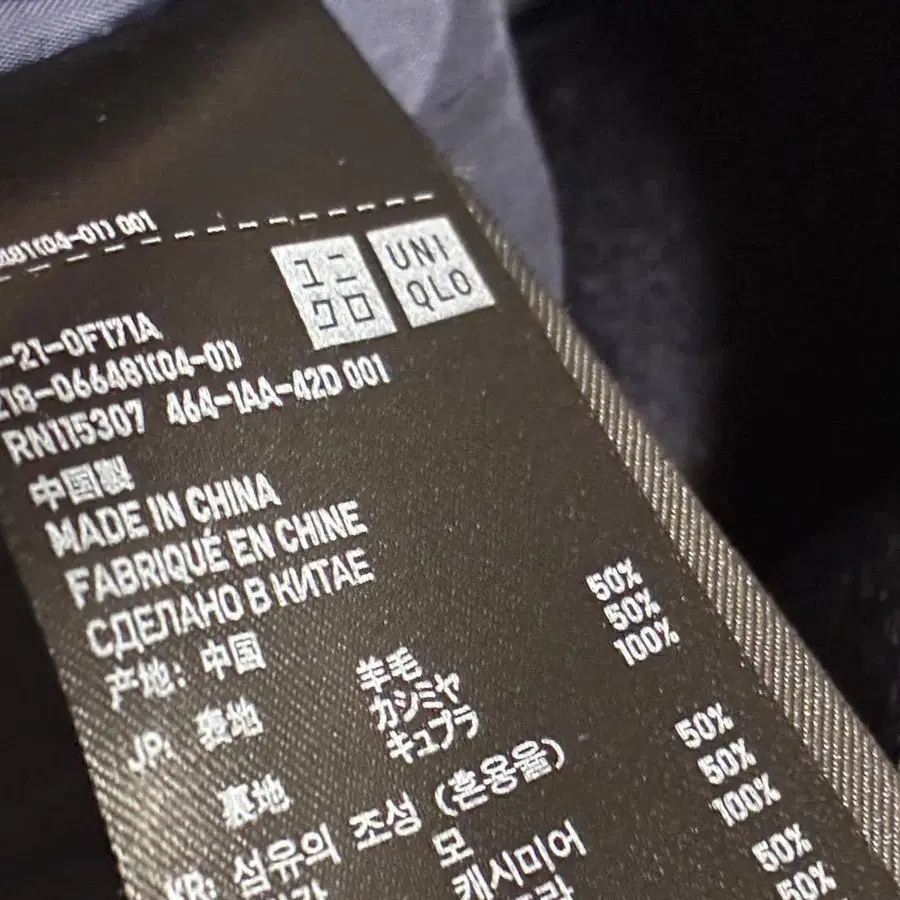 481(04-01) 001
ユニクロ
UNIQLO
-21-0F171A
218-066481(04-01)
RN115307 464-1AA-42D 001
中国製
MADE IN CHINA
FABRIQUÉ EN CHINE
СДЕЛАНО В КИТАЕ
产地: 中国
JP: 表地 羊毛 50%
カシミヤ 50%
裏地 キュプラ 100%
KR: 섬유의 조성 (혼용율)
모 50%
캐시미어 50%
100%
50%
50%